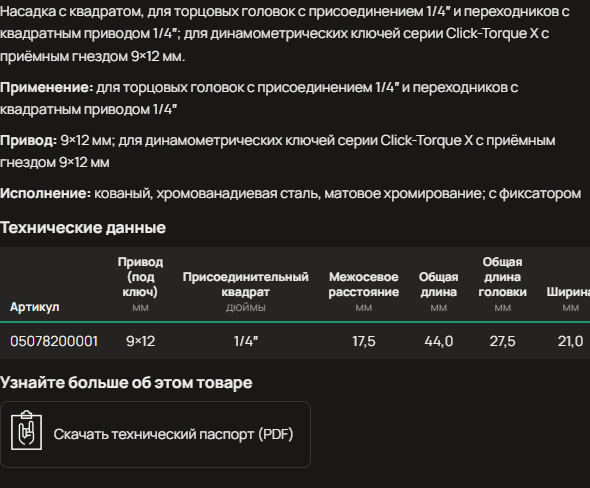 Насадка с квадратом, для торцовых головок с присоединением 1/4″ и переходников с
квадратным приводом 1/4″; для динамометрических ключей серии Click-Torque X с
приёмным гнездом 9×12 мм.
Применение: для торцовых головок с присоединением 1/4″ и переходников с
квадратным приводом 1/4″
Привод: 9×12 мм; для динамометрических ключей серии Click-Torque X с приёмным
гнездом 9×12 мм
Исполнение: кованый, хромованадиевая сталь, матовое хромирование; с фиксатором
Технические данные
Артикул
Привод
(под
ключ)
мм
Присоединительный
квадрат
дюймы
Межосевое
расстояние
мм
Общая
длина
мм
Общая
длина
головки
мм
Ширина
мм
05078200001 9×12 1/4″ 17,5 44,0 27,5 21,0
Узнайте больше об этом товаре
Скачать технический паспорт (PDF)